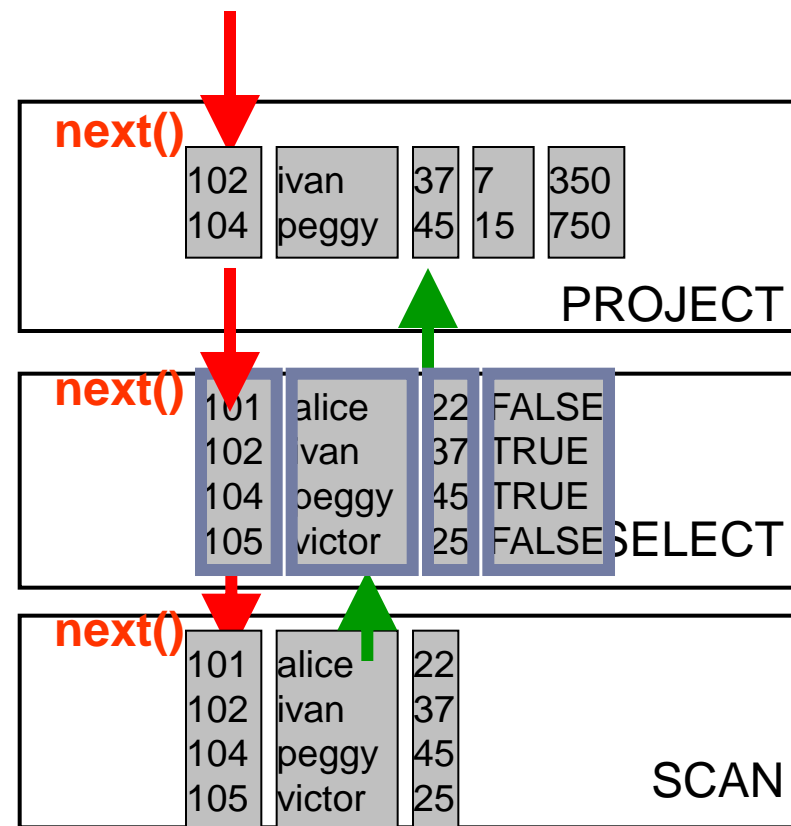 next()
102 ivan 37 7 350
104 peggy 45 15 750
PROJECT
next()
101 alice 22 FALSE
102 ivan 37 TRUE
104 peggy 45 TRUE
105 victor 25 FALSE
SELECT
next()
101 alice 22
102 ivan 37
104 peggy 45
105 victor 25
SCAN